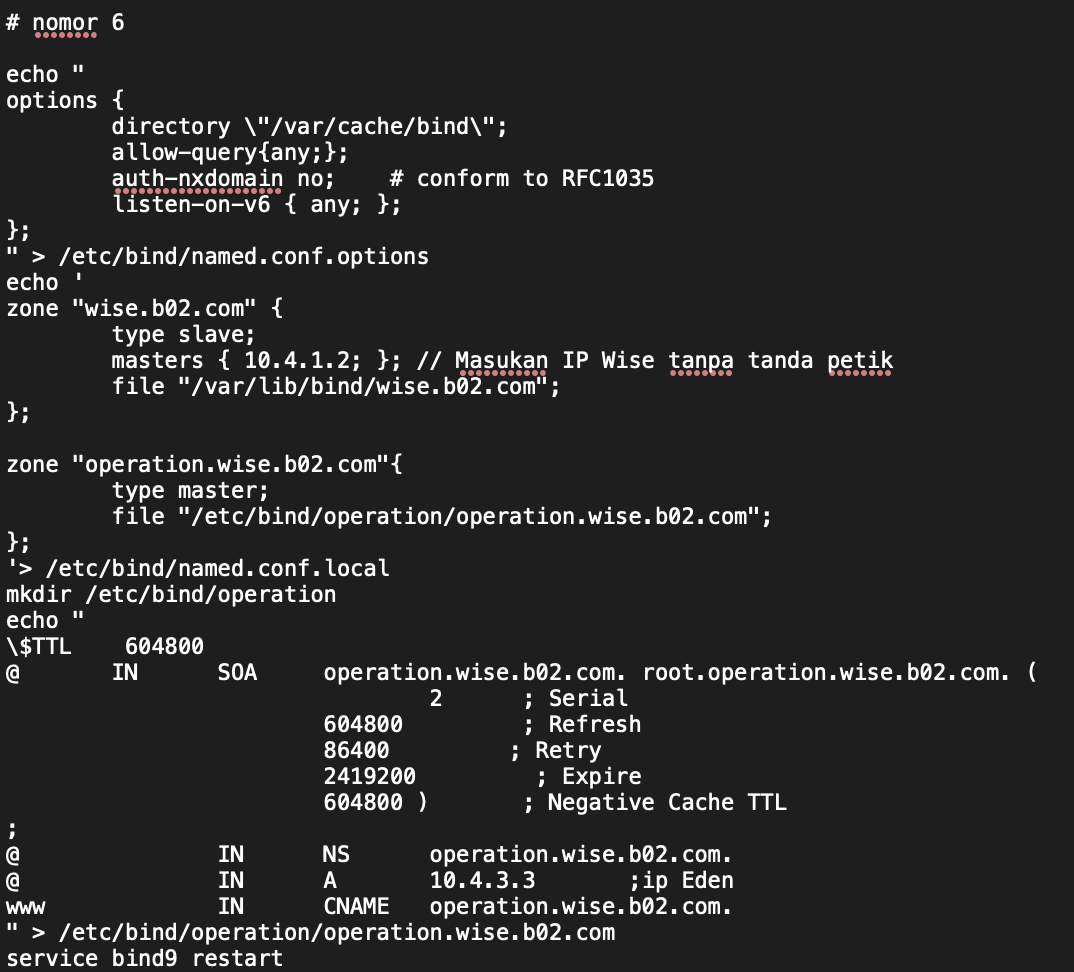 # nomor 6

echo "
options {
        directory \"/var/cache/bind\";
        allow-query{any;};
        auth-nxdomain no;    # conform to RFC1035
        listen-on-v6 { any; };
};
" > /etc/bind/named.conf.options
echo '
zone "wise.b02.com" {
        type slave;
        masters { 10.4.1.2; }; // Masukan IP Wise tanpa tanda petik
        file "/var/lib/bind/wise.b02.com";
};

zone "operation.wise.b02.com"{
        type master;
        file "/etc/bind/operation/operation.wise.b02.com";
};
'> /etc/bind/named.conf.local
mkdir /etc/bind/operation
echo "
\$TTL    604800
@       IN      SOA     operation.wise.b02.com. root.operation.wise.b02.com. (
                                2      ; Serial
                        604800         ; Refresh
                        86400         ; Retry
                        2419200         ; Expire
                        604800 )       ; Negative Cache TTL
;
@               IN      NS      operation.wise.b02.com.
@               IN      A       10.4.3.3       ;ip Eden
www             IN      CNAME   operation.wise.b02.com.
" > /etc/bind/operation/operation.wise.b02.com
service bind9 restart